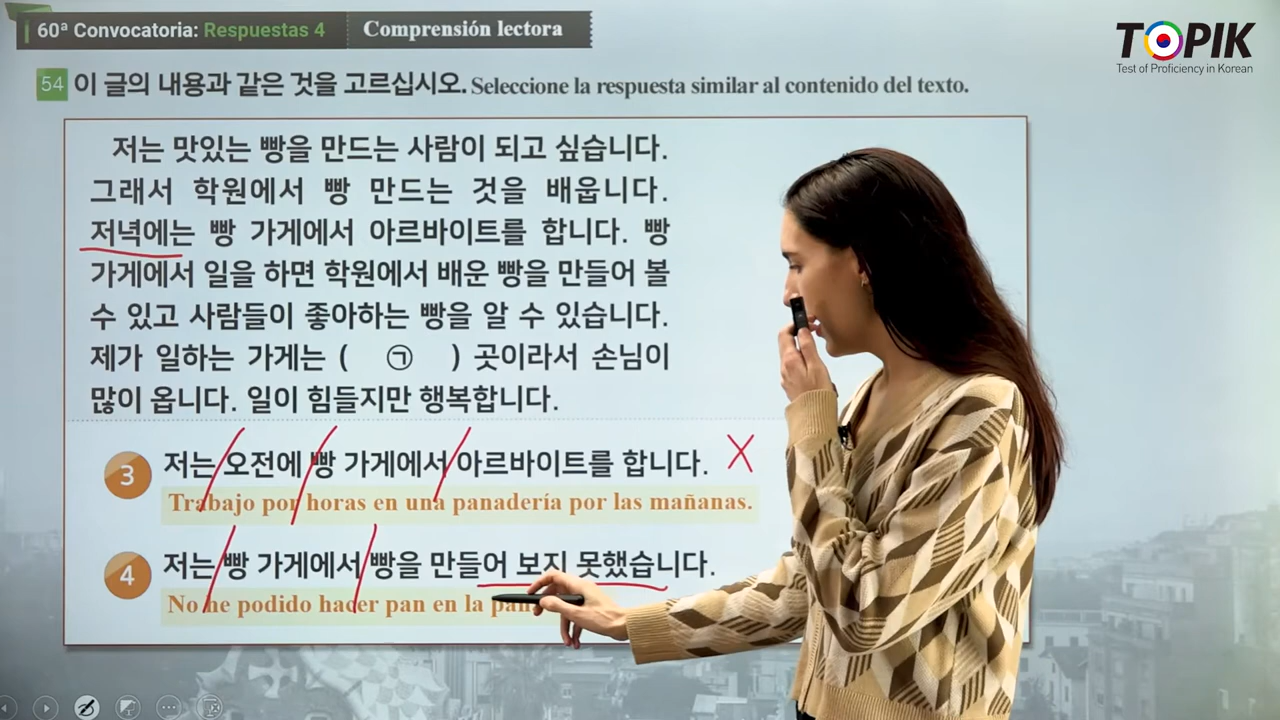 60ª Convocatoria: Respuestas 4
Comprensión lectora
TOPIK
Test of Proficiency in Korean
54 이 글의 내용과 같은 것을 고르십시오. Seleccione la respuesta similar al contenido del texto.
저는 맛있는 빵을 만드는 사람이 되고 싶습니다.
그래서 학원에서 빵 만드는 것을 배웁니다.
저녁에는 빵 가게에서 아르바이트를 합니다. 빵
가게에서 일을 하면 학원에서 배운 빵을 만들어 볼
수 있고 사람들이 좋아하는 빵을 알 수 있습니다.
제가 일하는 가게는 ( ㉠ ) 곳이라서 손님이
많이 옵니다. 일이 힘들지만 행복합니다.
3 저는 오전에 빵 가게에서 아르바이트를 합니다. X
Trabajo por horas en una panadería por las mañanas.
4 저는 빵 가게에서 빵을 만들어 보지 못했습니다.
No he podido hacer pan en la